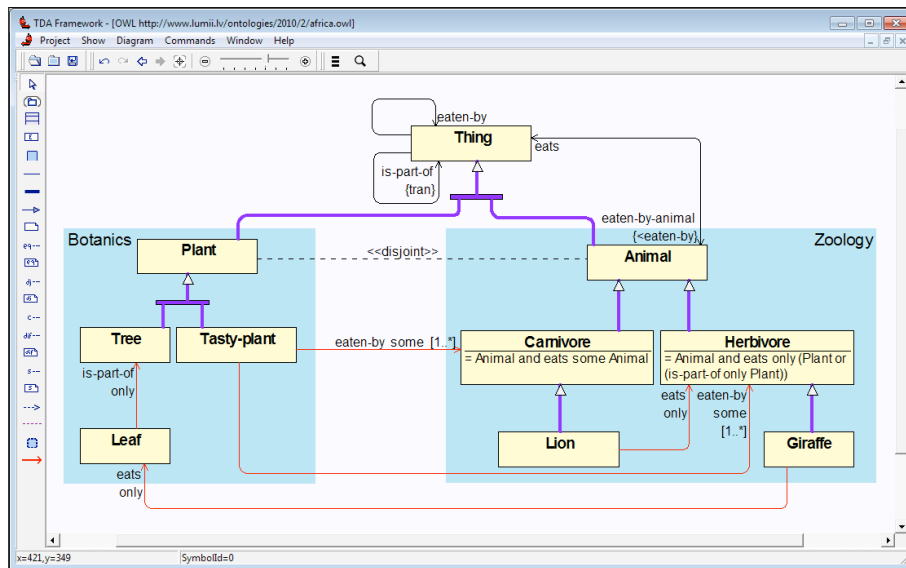 TDA Framework - [OWL http://www.lumii.lv/ontologies/2010/2/africa.owl]
Project Show Diagram Commands Window Help
eaten-by
Thing
eats
is-part-of
{tran}
eaten-by-animal
{<eaten-by}
Botanics
Zoology
Plant
<<disjoint>>
Animal
Tree
Tasty-plant
eaten-by some [1..*]
Carnivore
= Animal and eats some Animal
Herbivore
= Animal and eats only (Plant or
(is-part-of only Plant))
is-part-of
only
eats
only
eaten-by
some
[1..*]
Leaf
Lion
Giraffe
eats
only
x=421,y=349
SymbolId=0